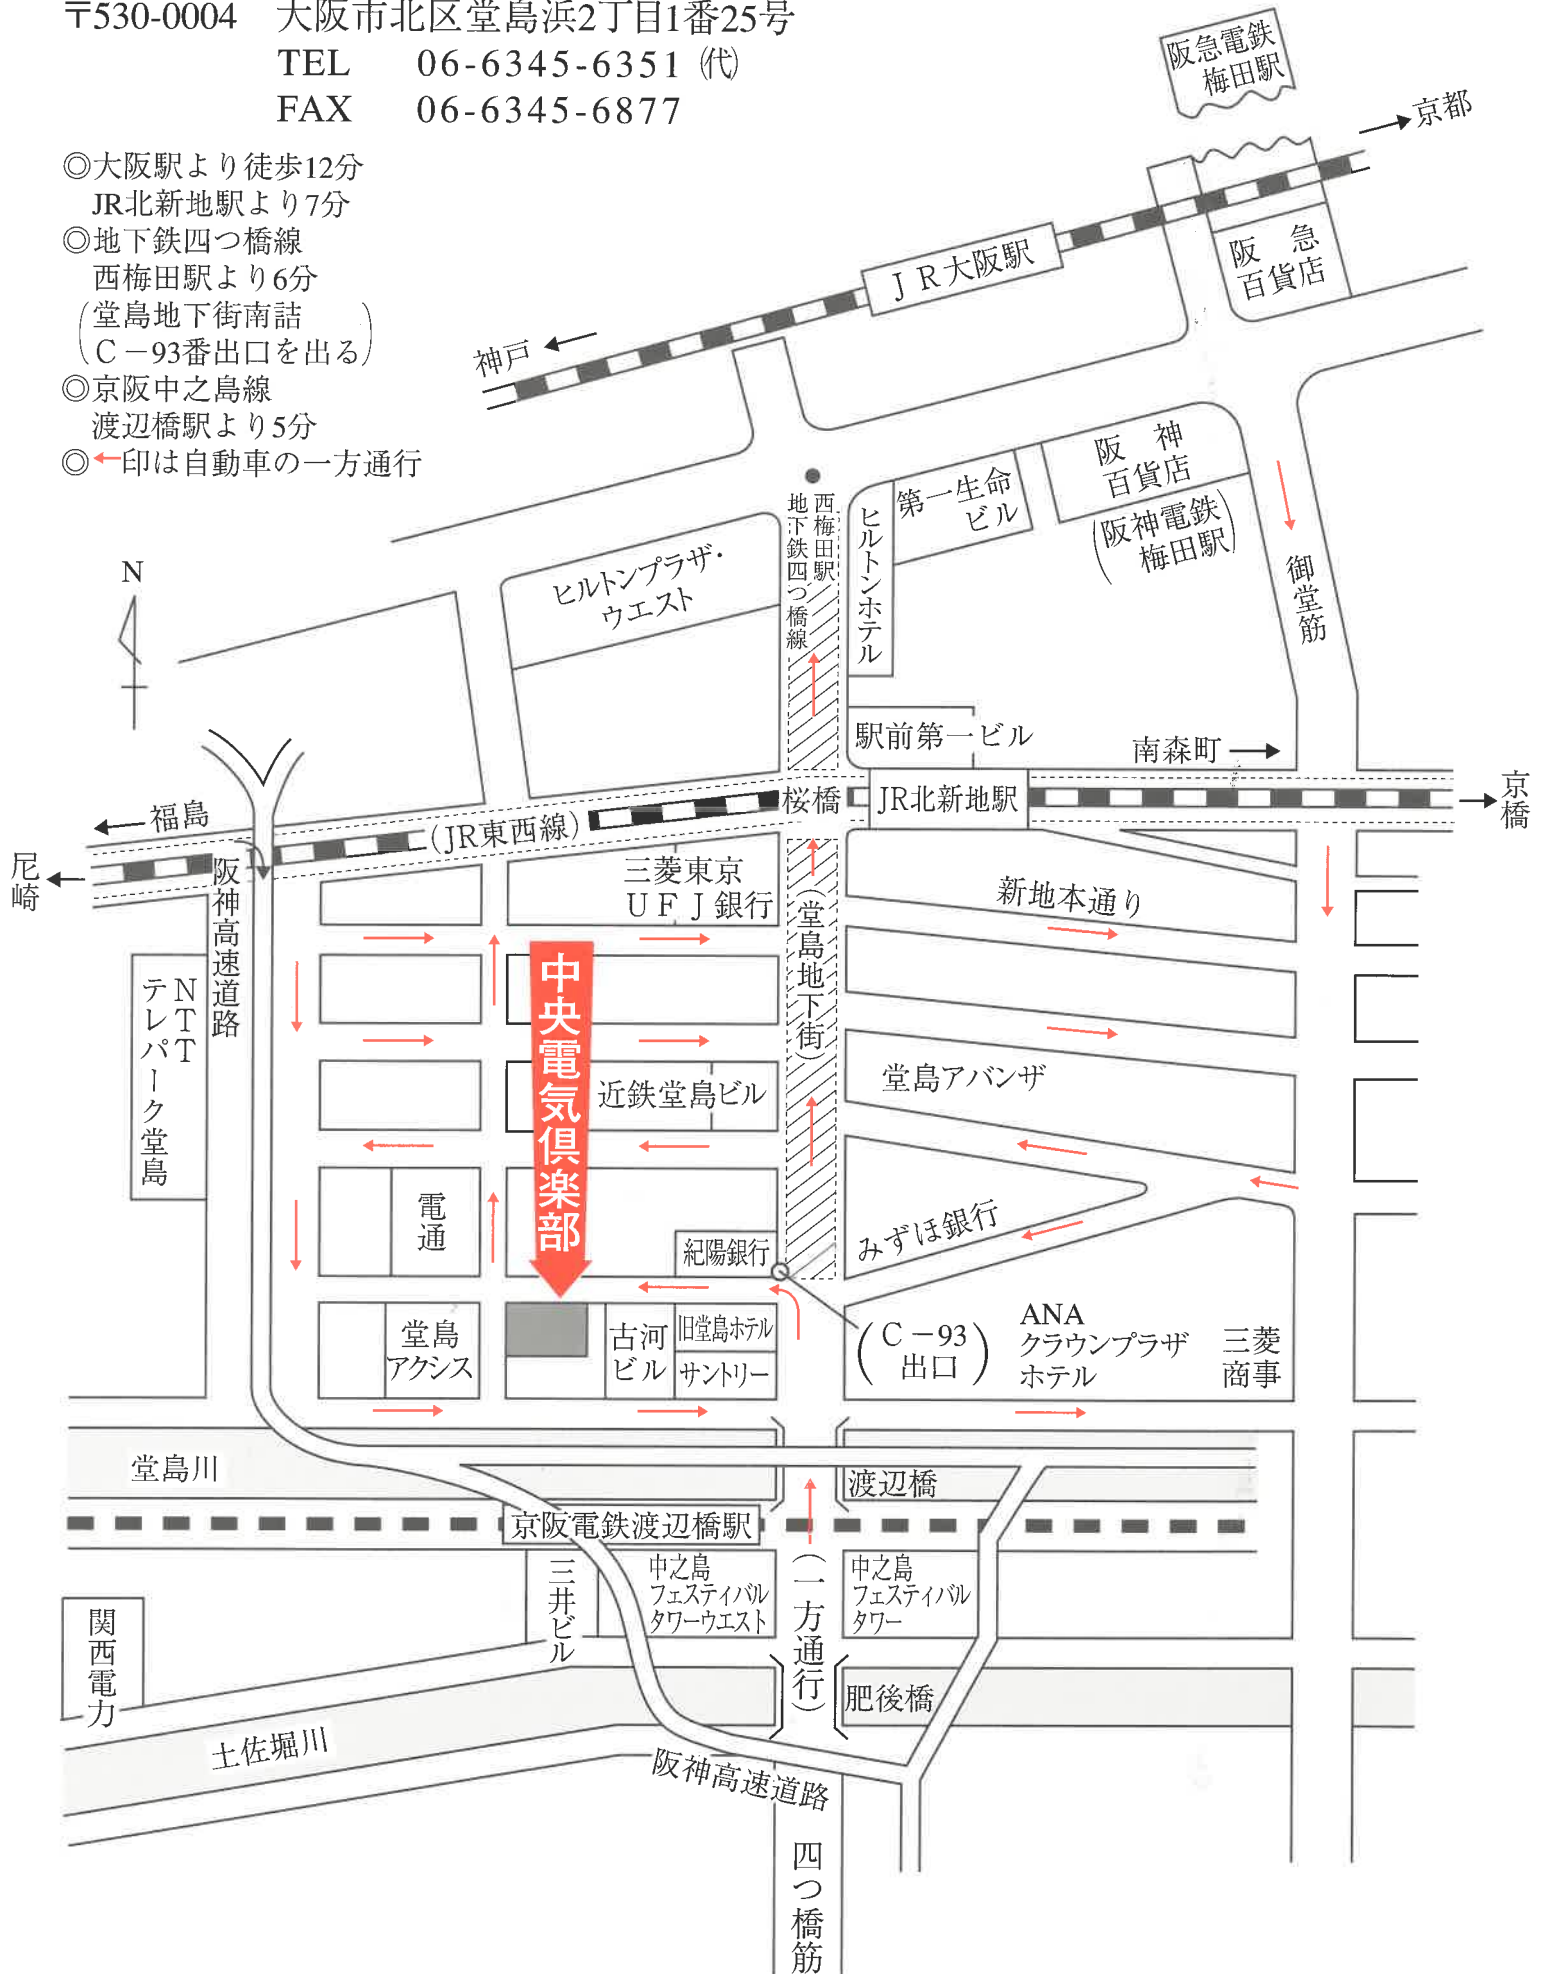 〒530-0004 大阪市北区堂島浜2丁目1番25号
TEL 06-6345-6351 ㈹
FAX 06-6345-6877
◎大阪駅より徒歩12分
JR北新地駅より7分
◎地下鉄四つ橋線
西梅田駅より6分
(堂島地下街南詰
C－93番出口を出る)
◎京阪中之島線
渡辺橋駅より5分
◎←印は自動車の一方通行
阪急電鉄
梅田駅
→京都
阪急
百貨店
JR大阪駅
神戸←
阪神
百貨店
(阪神電鉄
梅田駅)
第一生命
ビル
ヒルトンホテル
西梅田駅
地下鉄四つ橋線
ヒルトンプラザ・
ウエスト
御堂筋
N
駅前第一ビル
南森町→
→京橋
JR北新地駅
桜橋
(JR東西線)
←福島
尼崎←
阪神高速道路
三菱東京
UFJ銀行
(堂島地下街)
新地本通り
NTT
テレパーク堂島
中央電気倶楽部
近鉄堂島ビル
堂島アバンザ
電通
紀陽銀行
みずほ銀行
堂島
アクシス
古河
ビル
旧堂島ホテル
サントリー
(C－93
出口)
ANA
クラウンプラザ
ホテル
三菱
商事
堂島川
渡辺橋
京阪電鉄渡辺橋駅
三井ビル
中之島
フェスティバル
タワーウエスト
(一方通行)
中之島
フェスティバル
タワー
関西電力
肥後橋
土佐堀川
阪神高速道路
四つ橋筋